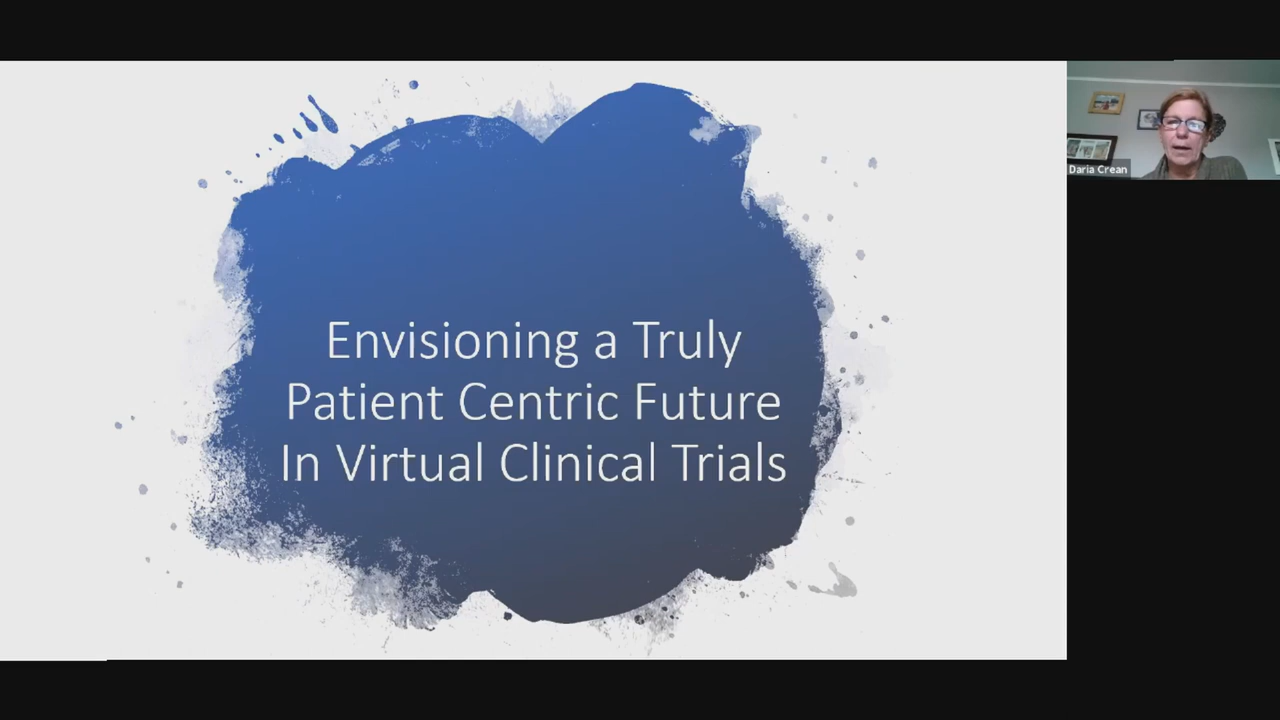 Envisioning a Truly
Patient Centric Future
In Virtual Clinical Trials
Daria Crean